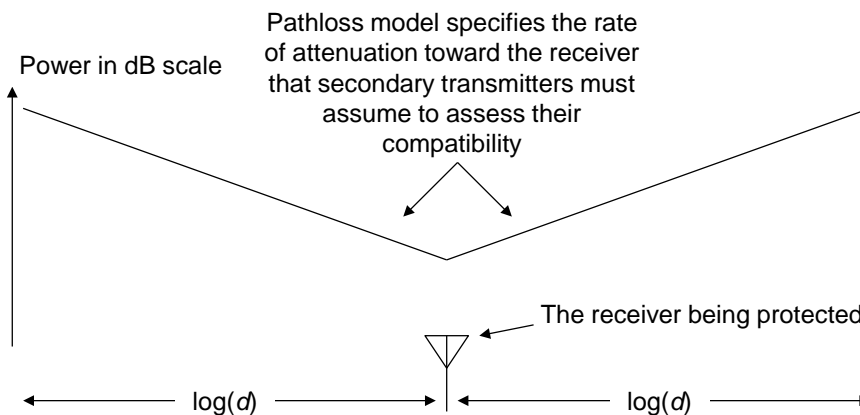 Pathloss model specifies the rate
of attenuation toward the receiver
that secondary transmitters must
assume to assess their
compatibility
Power in dB scale
The receiver being protected
log(d)
log(d)